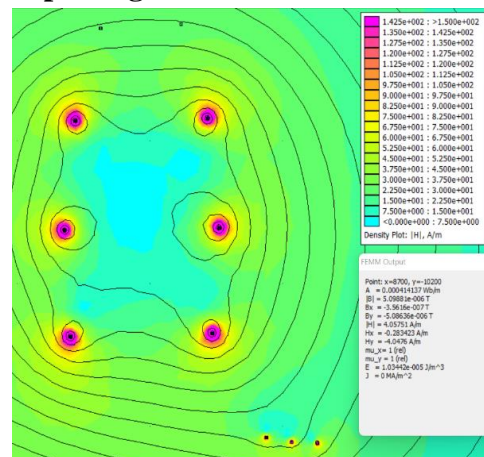 1.425e+002 : >1.500e+002
1.350e+002 : 1.425e+002
1.275e+002 : 1.350e+002
1.200e+002 : 1.275e+002
1.125e+002 : 1.200e+002
1.050e+002 : 1.125e+002
9.750e+001 : 1.050e+002
9.000e+001 : 9.750e+001
8.250e+001 : 9.000e+001
7.500e+001 : 8.250e+001
6.750e+001 : 7.500e+001
6.000e+001 : 6.750e+001
5.250e+001 : 6.000e+001
4.500e+001 : 5.250e+001
3.750e+001 : 4.500e+001
3.000e+001 : 3.750e+001
2.250e+001 : 3.000e+001
1.500e+001 : 2.250e+001
7.500e+000 : 1.500e+001
<0.000e+000 : 7.500e+000
Density Plot: |H|, A/m
FEMM Output
Point: x=8700, y=-10200
A = 0.000414137 Wb/m
|B| = 5.09881e-006 T
Bx = -3.5616e-007 T
By = -5.08636e-006 T
|H| = 4.05751 A/m
Hx = -0.283423 A/m
Hy = -4.0476 A/m
mu_x = 1 (rel)
mu_y = 1 (rel)
E = 1.03442e-005 J/m^3
J = 0 MA/m^2